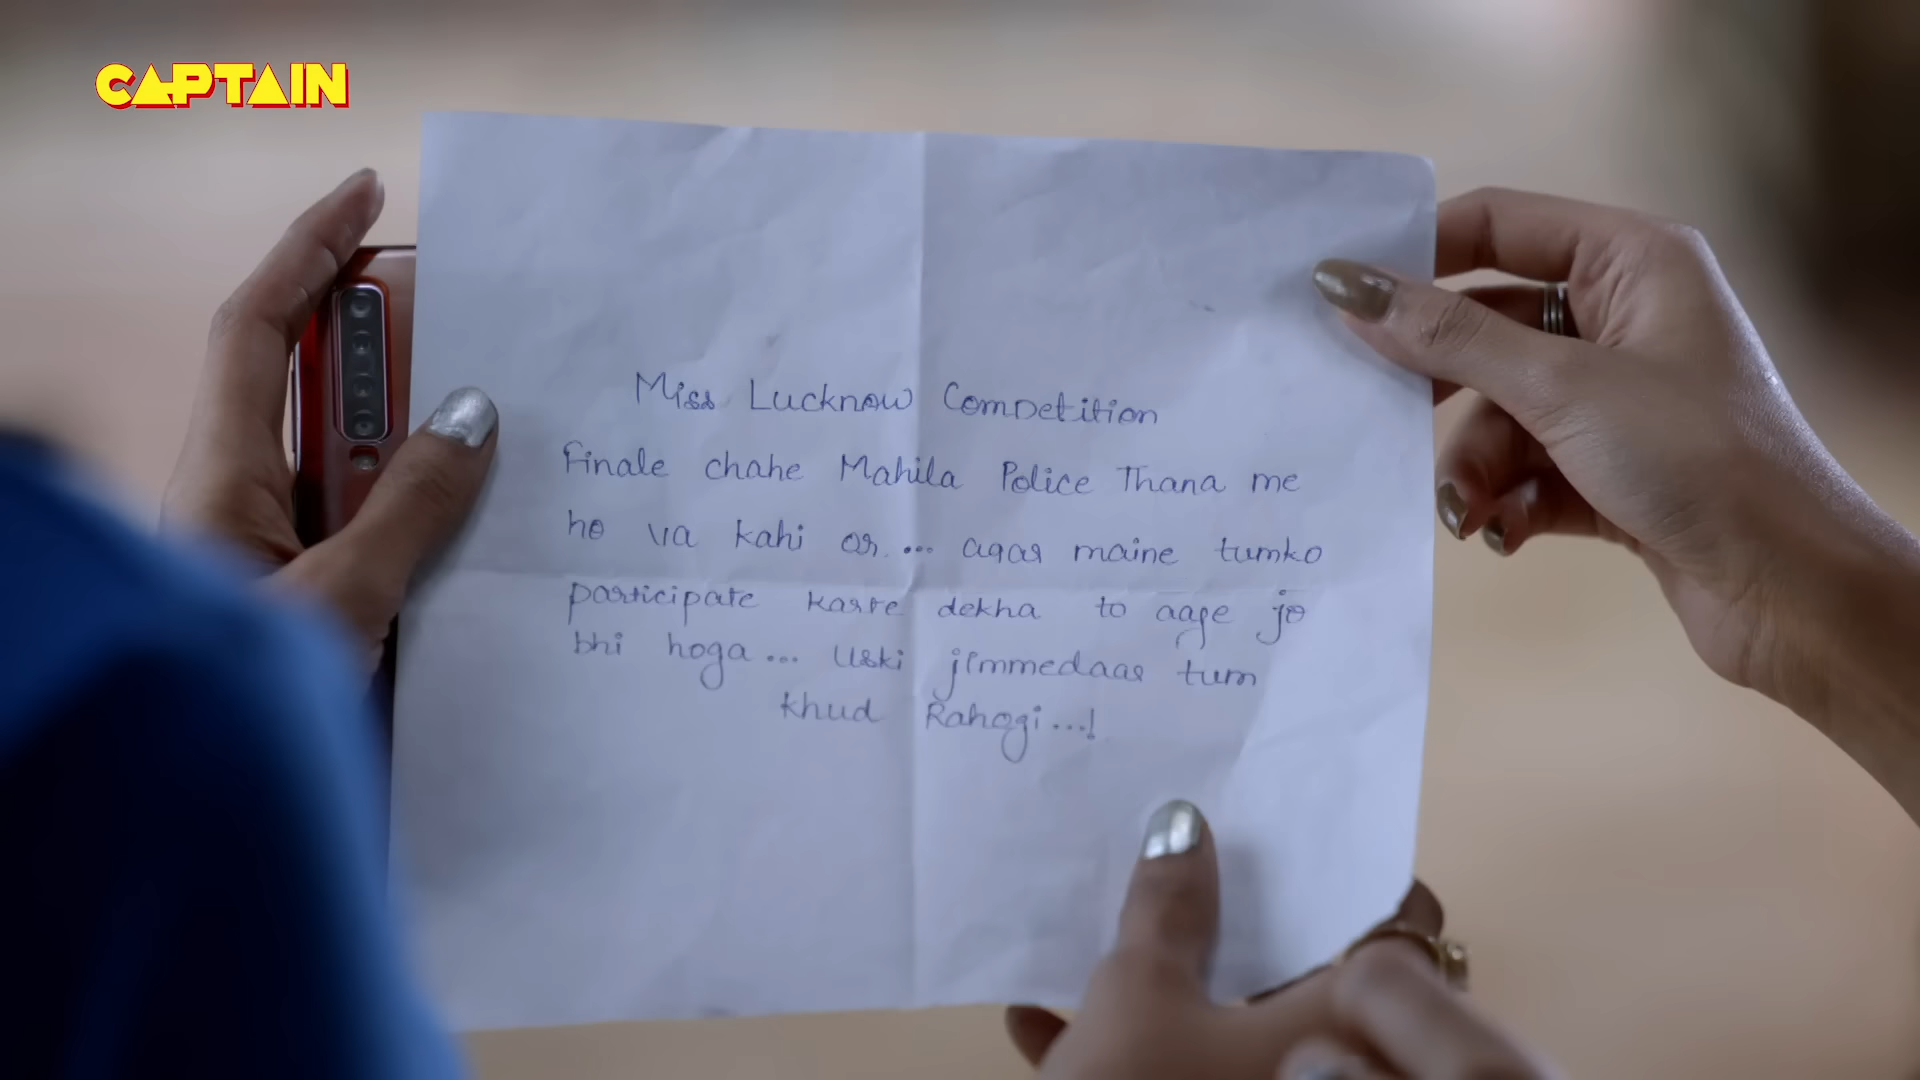 CAPTAIN
Miss Lucknow Competition
Finale chahe Mahila Police Thana me
ho ya kahi or... agar maine tumko
participate karte dekha to aage jo
bhi hoga... Uski jimmedaar tum
khud Rahogi...!